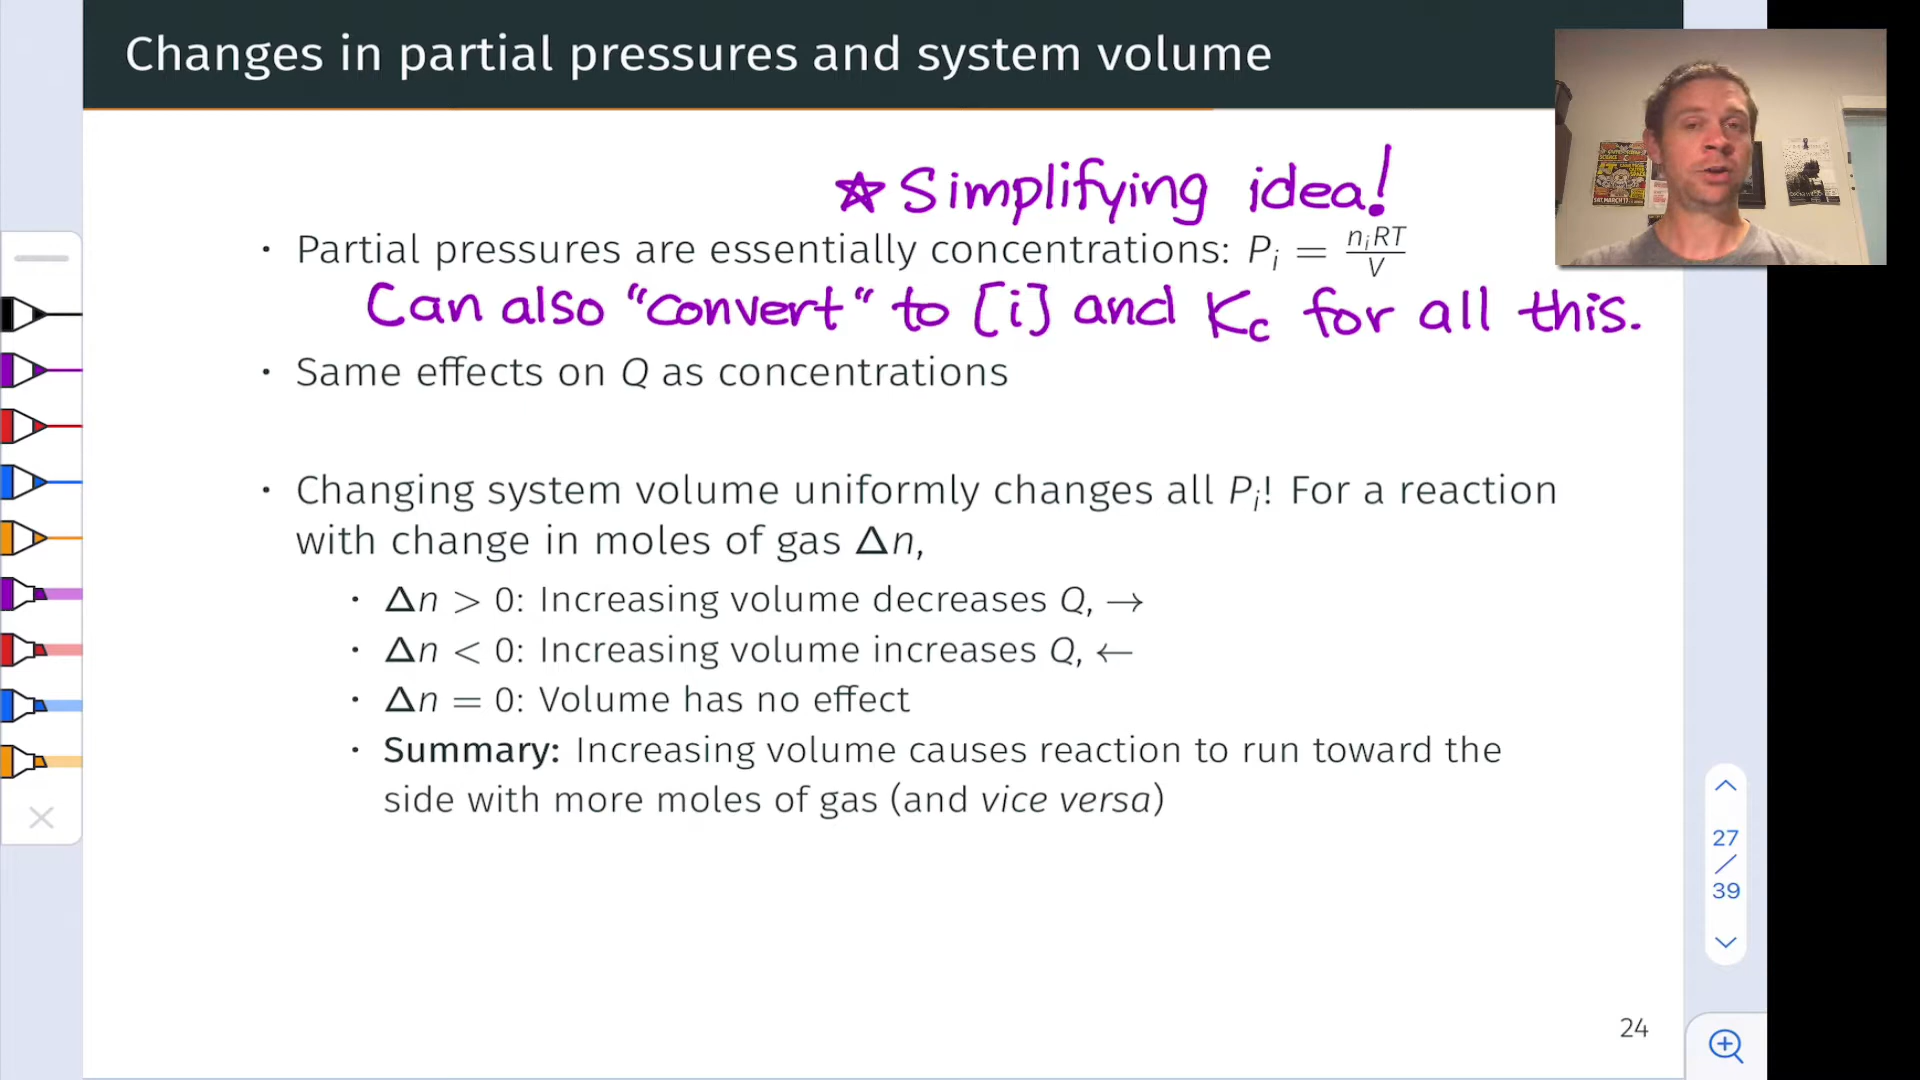 Changes in partial pressures and system volume
☆ Simplifying idea!
• Partial pressures are essentially concentrations: Pᵢ = nᵢRT/V
Can also “convert“ to [i] and Kc for all this.
• Same effects on Q as concentrations
• Changing system volume uniformly changes all Pᵢ! For a reaction
with change in moles of gas Δn,
• Δn > 0: Increasing volume decreases Q, →
• Δn < 0: Increasing volume increases Q, ←
• Δn = 0: Volume has no effect
• Summary: Increasing volume causes reaction to run toward the
side with more moles of gas (and vice versa)
27
/
39
24